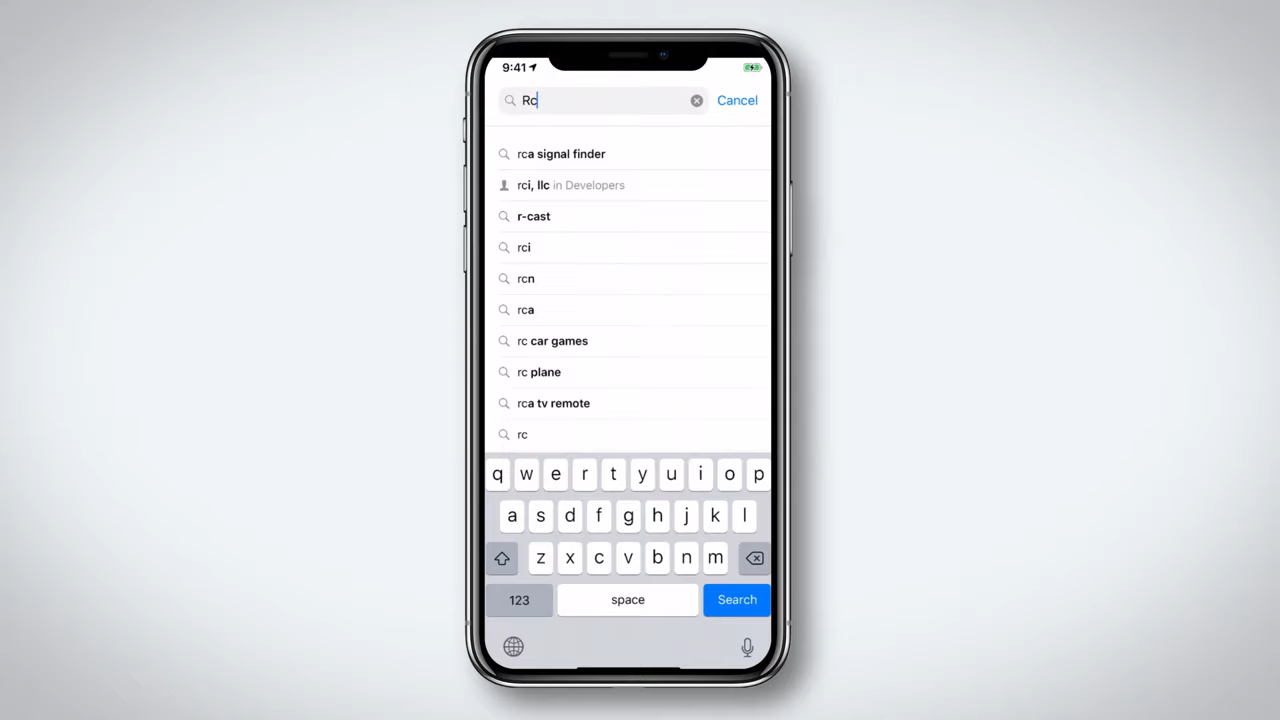 9:41
Rc
Cancel
rca signal finder
rci, llc in Developers
r-cast
rci
rcn
rca
rc car games
rc plane
rca tv remote
rc
q w e r t y u i o p
a s d f g h j k l
z x c v b n m
123 space Search